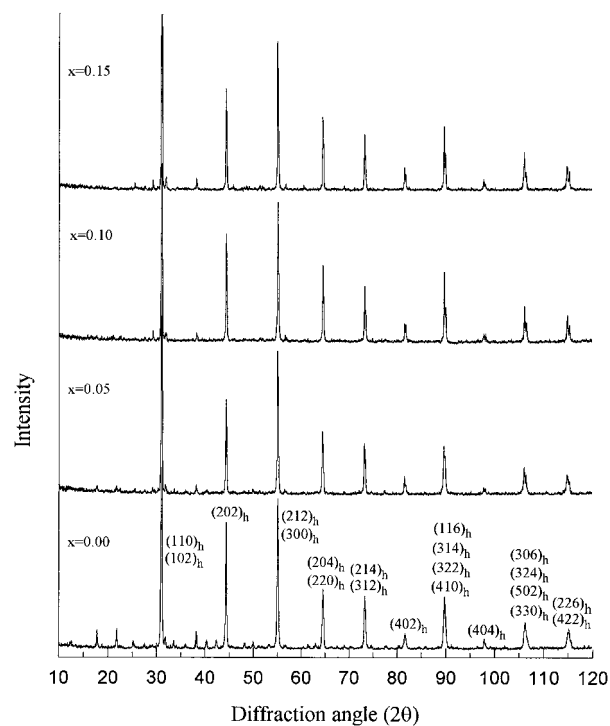 x=0.15
x=0.10
x=0.05
x=0.00
(110)h
(102)h
(202)h
(212)h
(300)h
(204)h
(220)h
(214)h
(312)h
(402)h
(116)h
(314)h
(322)h
(410)h
(404)h
(306)h
(324)h
(502)h
(330)h
(226)h
(422)h
Intensity
10 20 30 40 50 60 70 80 90 100 110 120
Diffraction angle (2θ)